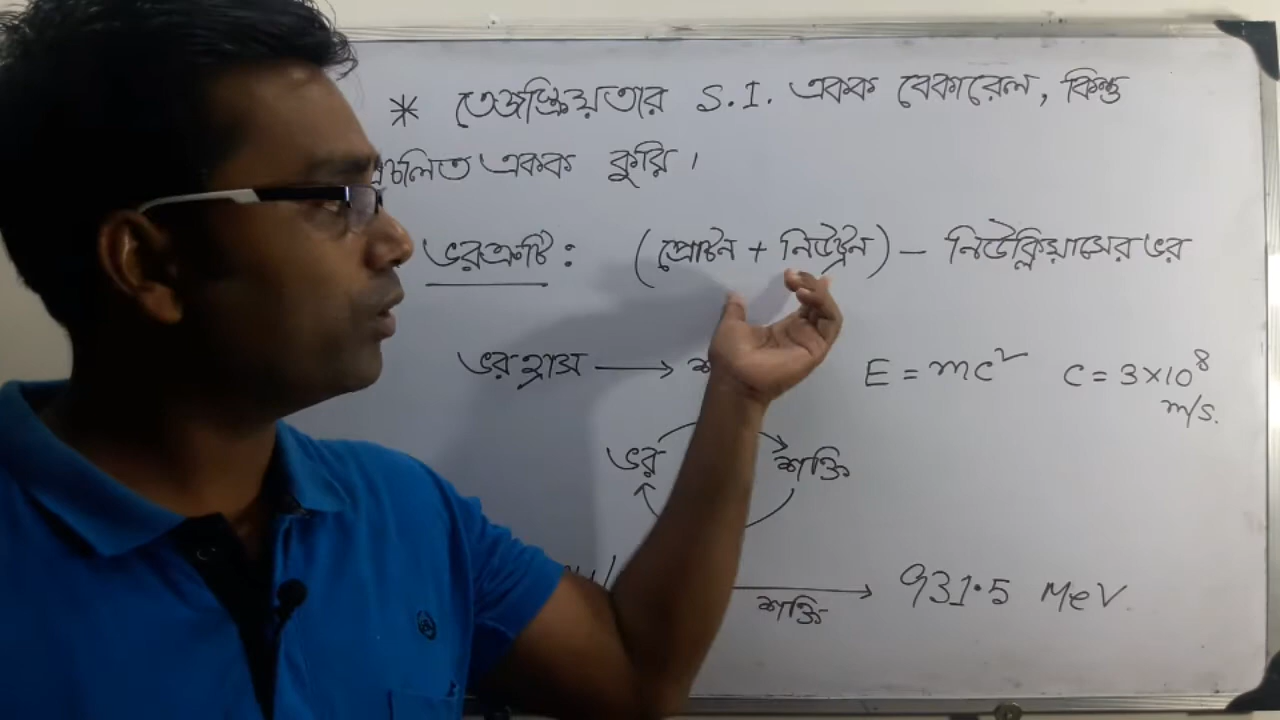 * তেজষ্ক্রিয়তার S.I. একক বেকারেল, কিন্তু
প্রচলিত একক কুরি।
ভরত্রুটি : (প্রোটন + নিউট্রন) – নিউক্লিয়াসের ভর
ভর হ্রাস → E = mc² C = 3×10⁸
m/s.
ভর শক্তি
→ 931.5 MeV
শক্তি